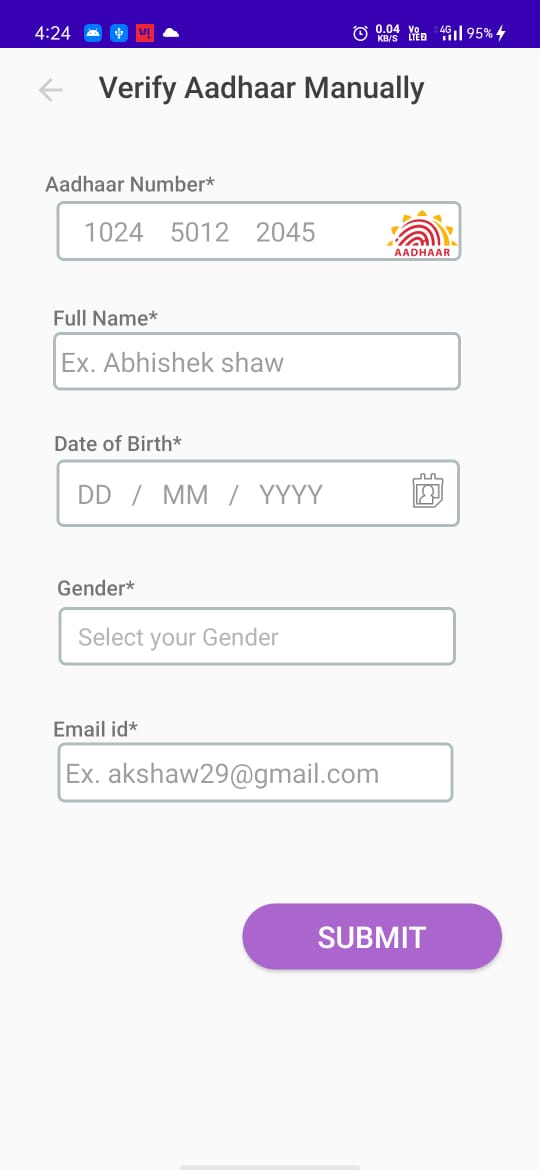 4:24 V! 0.04 KB/S Vo LTE2 4G 95%
Verify Aadhaar Manually
Aadhaar Number*
1024 5012 2045
AADHAAR
Full Name*
Ex. Abhishek shaw
Date of Birth*
DD / MM / YYYY
Gender*
Select your Gender
Email id*
Ex. akshaw29@gmail.com
SUBMIT